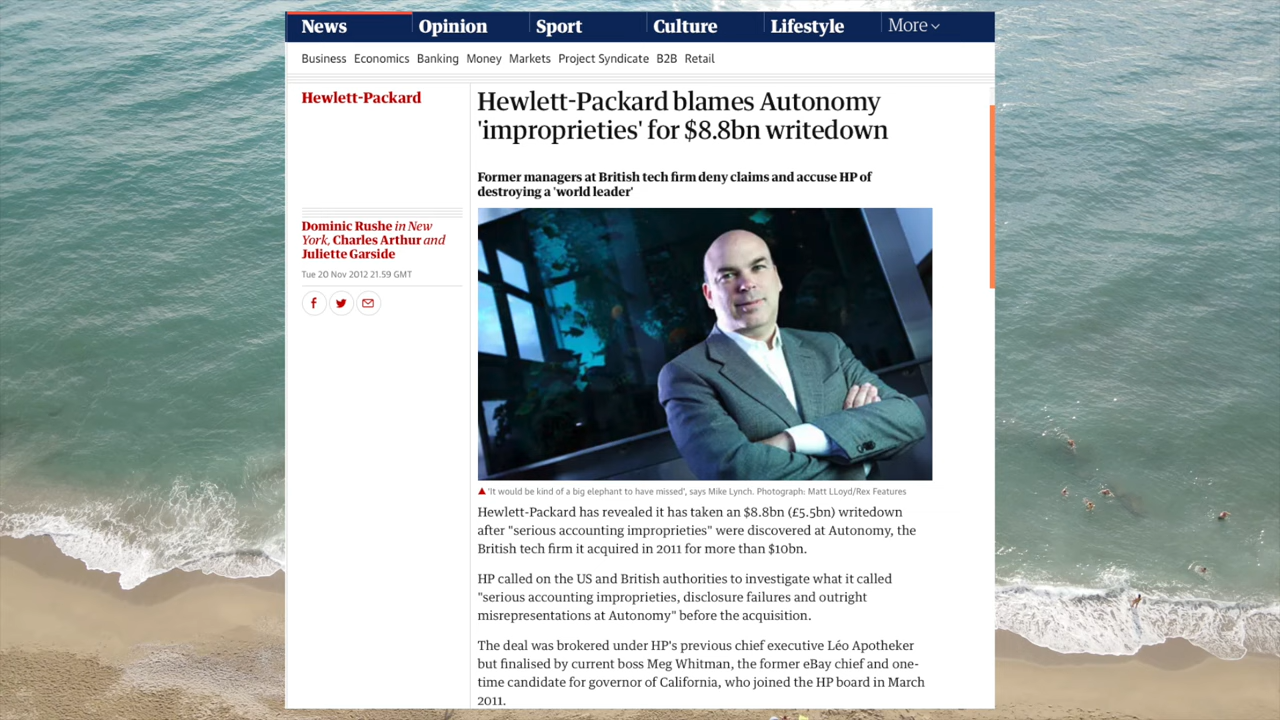 News Opinion Sport Culture Lifestyle More
Business Economics Banking Money Markets Project Syndicate B2B Retail
Hewlett-Packard
Hewlett-Packard blames Autonomy
'improprieties' for $8.8bn writedown
Former managers at British tech firm deny claims and accuse HP of
destroying a 'world leader'
Dominic Rushe in New
York, Charles Arthur and
Juliette Garside
Tue 20 Nov 2012 21.59 GMT
'It would be kind of a big elephant to have missed', says Mike Lynch. Photograph: Matt LLoyd/Rex Features
Hewlett-Packard has revealed it has taken an $8.8bn (£5.5bn) writedown
after "serious accounting improprieties" were discovered at Autonomy, the
British tech firm it acquired in 2011 for more than $10bn.
HP called on the US and British authorities to investigate what it called
"serious accounting improprieties, disclosure failures and outright
misrepresentations at Autonomy" before the acquisition.
The deal was brokered under HP's previous chief executive Léo Apotheker
but finalised by current boss Meg Whitman, the former eBay chief and one-
time candidate for governor of California, who joined the HP board in March
2011.